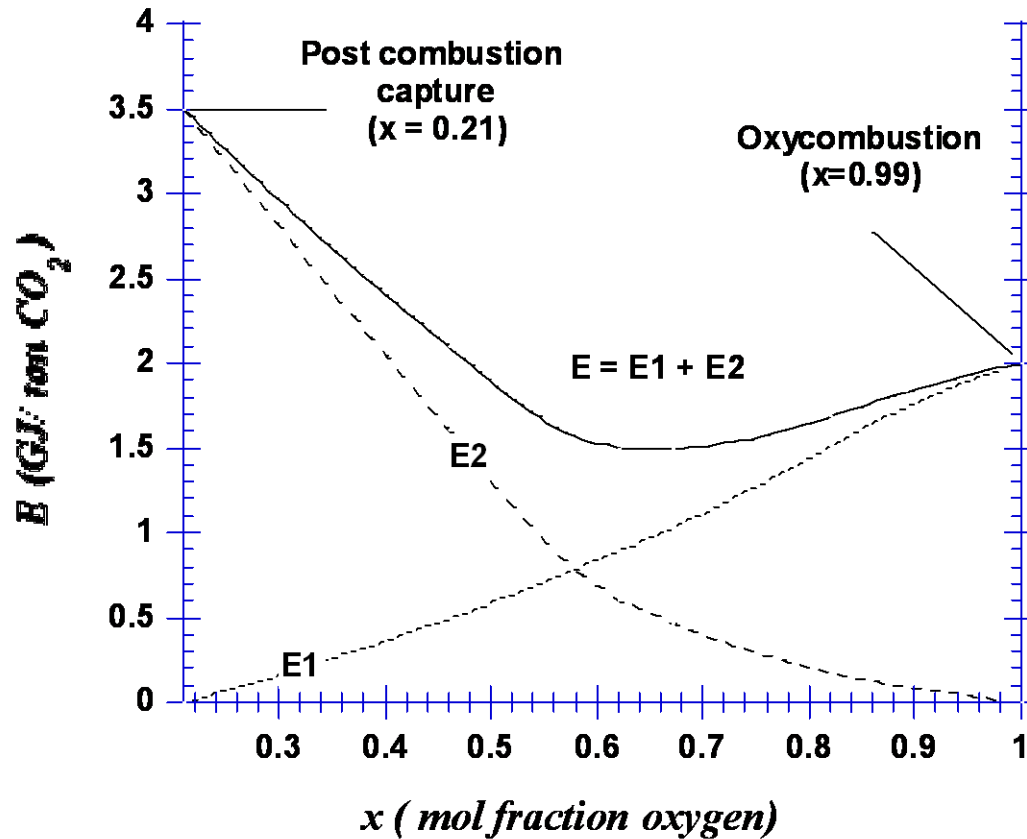 4
3.5
3
2.5
2
1.5
1
0.5
0
E (GJ/ ton CO2)
Post combustion
capture
(x = 0.21)
Oxycombustion
(x=0.99)
E = E1 + E2
E2
E1
0.3 0.4 0.5 0.6 0.7 0.8 0.9 1
x ( mol fraction oxygen)